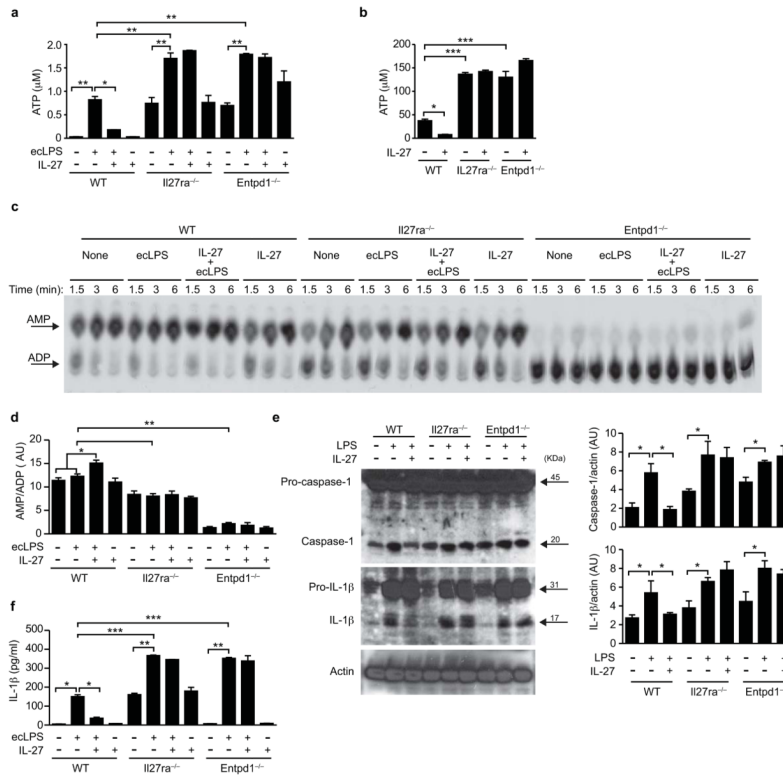 a
**
**
**
**
**
*
2.0
1.5
1.0
0.5
0
ATP (μM)
ecLPS - + + - - + + - - + + -
IL-27 - - + + - - + + - - + +
WT Il27ra–/– Entpd1–/–
b
***
***
*
200
150
100
50
0
ATP (μM)
IL-27 - + - + - +
WT IL27ra–/– Entpd1–/–
c
WT Il27ra–/– Entpd1–/–
None ecLPS IL-27 + ecLPS IL-27 None ecLPS IL-27 + ecLPS IL-27 None ecLPS IL-27 + ecLPS IL-27
Time (min): 1.5 3 6 1.5 3 6 1.5 3 6 1.5 3 6 1.5 3 6 1.5 3 6 1.5 3 6 1.5 3 6 1.5 3 6 1.5 3 6 1.5 3 6 1.5 3 6
AMP
ADP
d
**
*
20
15
10
5
0
AMP/ADP ( AU)
ecLPS - + + - - + + - - + + -
IL-27 - - + + - - + + - - + +
WT Il27ra–/– Entpd1–/–
e
WT Il27ra–/– Entpd1–/–
LPS - + + - + + - + +
IL-27 - - + - - + - - +
(KDa)
Pro-caspase-1 45
Caspase-1 20
Pro-IL-1β 31
IL-1β 17
Actin
Caspase-1/actin (AU)
10
8
6
4
2
0
* * * *
IL-1β/actin (AU)
10
8
6
4
2
0
* * * *
LPS - + + - + + - +
IL-27 - - + - - + - -
WT Il27ra–/– Entpd1–
f
***
***
**
**
* *
400
300
200
100
0
IL-1β (pg/ml)
ecLPS - + + - - + + - - + + -
IL-27 - - + + - - + + - - + +
WT Il27ra–/– Entpd1–/–